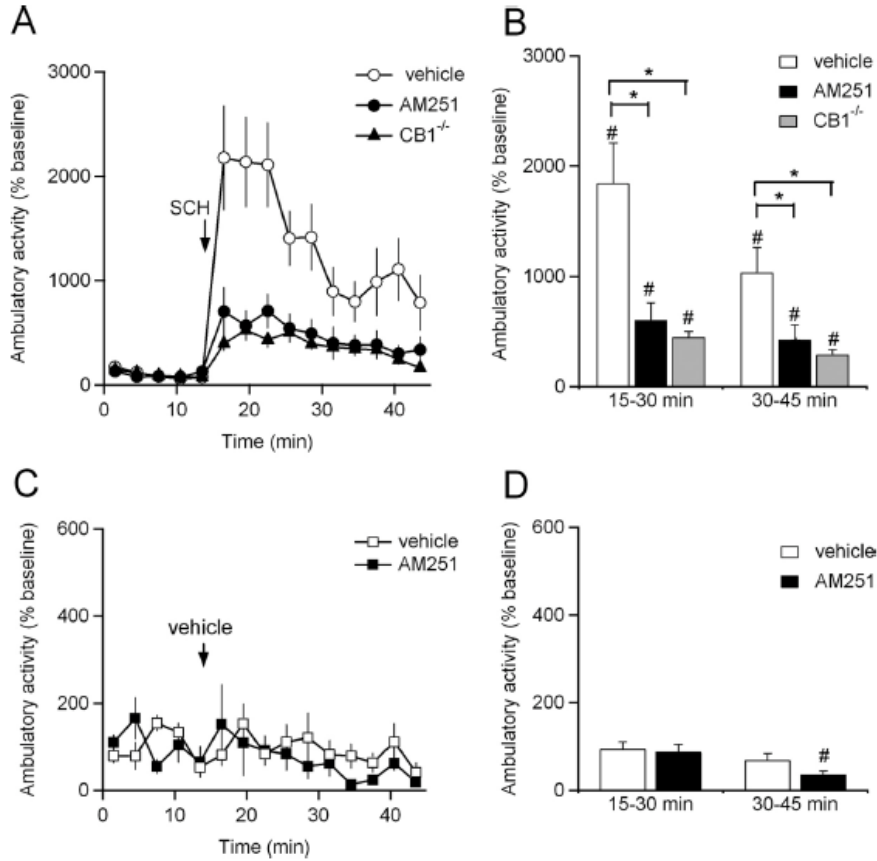 A
Ambulatory activity (% baseline)
3000
2000
1000
0
vehicle
AM251
CB1-/-
SCH
0 10 20 30 40
Time (min)
B
Ambulatory activity (% baseline)
3000
2000
1000
0
vehicle
AM251
CB1-/-
*
*
#
#
#
*
*
#
#
#
15-30 min 30-45 min
C
Ambulatory activity (% baseline)
600
400
200
0
vehicle
AM251
vehicle
0 10 20 30 40
Time (min)
D
Ambulatory activity (% baseline)
600
400
200
0
vehicle
AM251
#
15-30 min 30-45 min